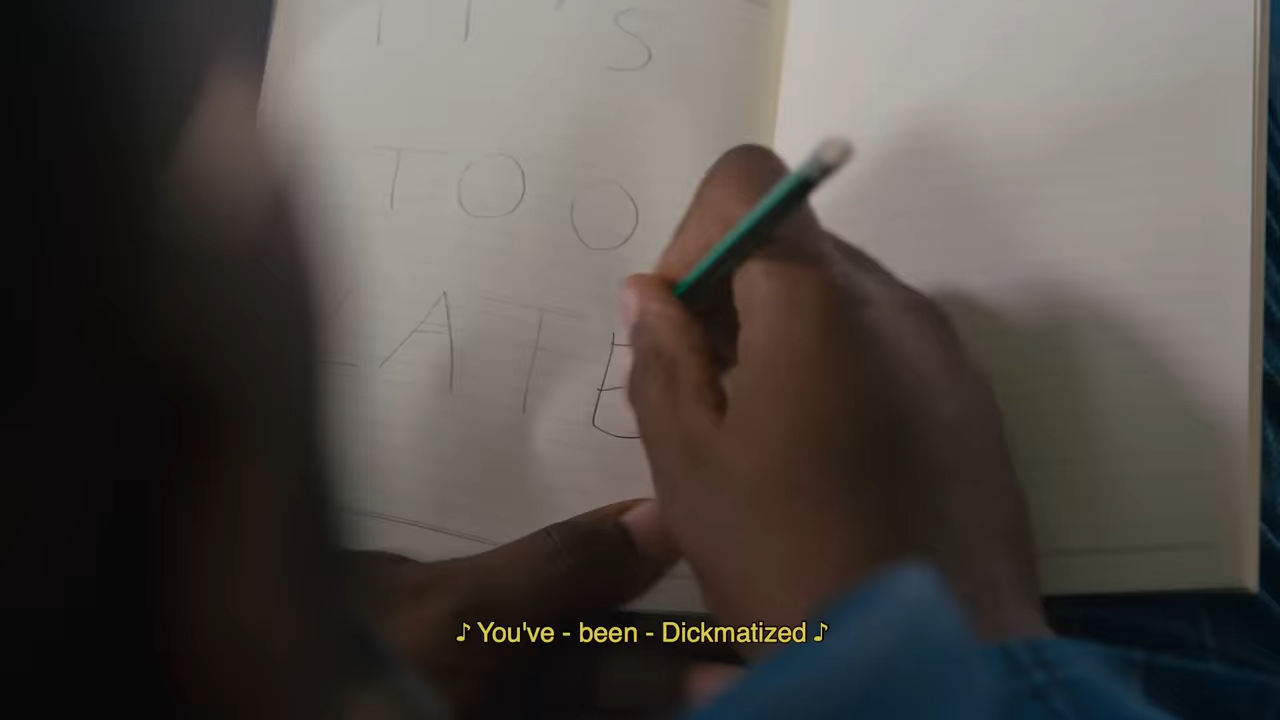 IT'S
TOO
LATE
♪ You've - been - Dickmatized ♪